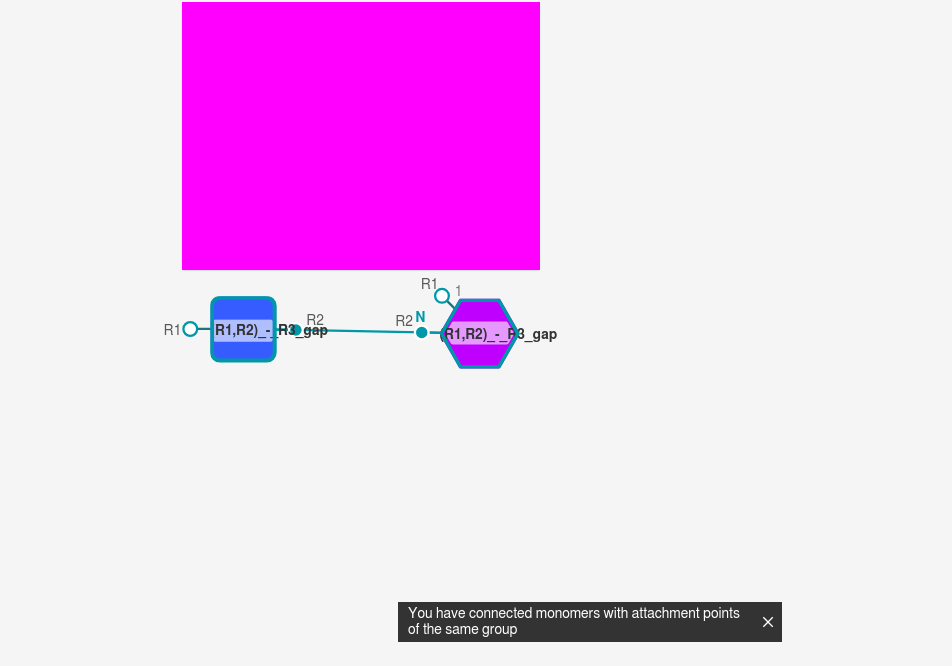 R1 1
R1 R1,R2)_-_R3_gap R2 R2 N (R1,R2)_-_R3_gap
You have connected monomers with attachment points
of the same group